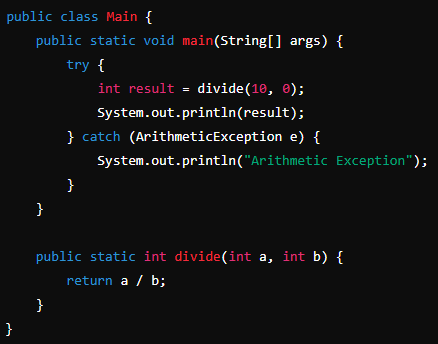 public class Main {
    public static void main(String[] args) {
        try {
            int result = divide(10, 0);
            System.out.println(result);
        } catch (ArithmeticException e) {
            System.out.println("Arithmetic Exception");
        }
    }

    public static int divide(int a, int b) {
        return a / b;
    }
}